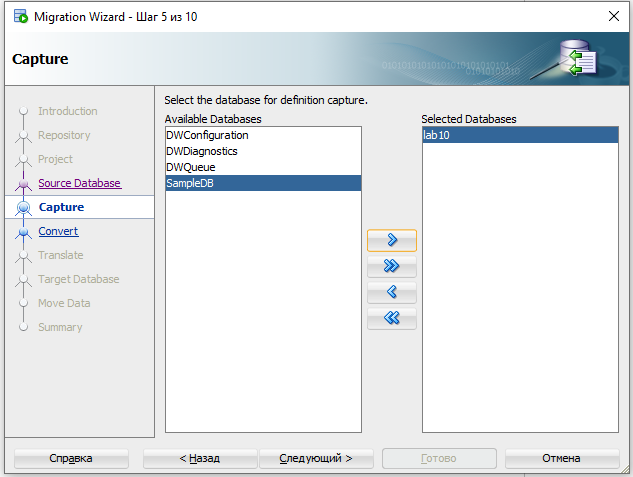 Migration Wizard - Шаг 5 из 10
Capture
Introduction
Repository
Project
Source Database
Capture
Convert
Translate
Target Database
Move Data
Summary
Select the database for definition capture.
Available Databases
DWConfiguration
DWDiagnostics
DWQueue
SampleDB
Selected Databases
lab10
Справка
< Назад
Следующий >
Готово
Отмена